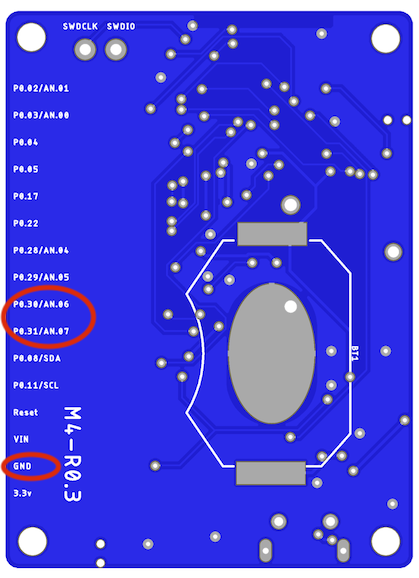 SWDCLK SWDIO
P0.02/AN.01
P0.03/AN.00
P0.04
P0.05
P0.17
P0.22
P0.28/AN.04
P0.29/AN.05
P0.30/AN.06
P0.31/AN.07
P0.08/SDA
P0.11/SCL
Reset
VIN
GND
3.3v
M4-R0.3
BT1